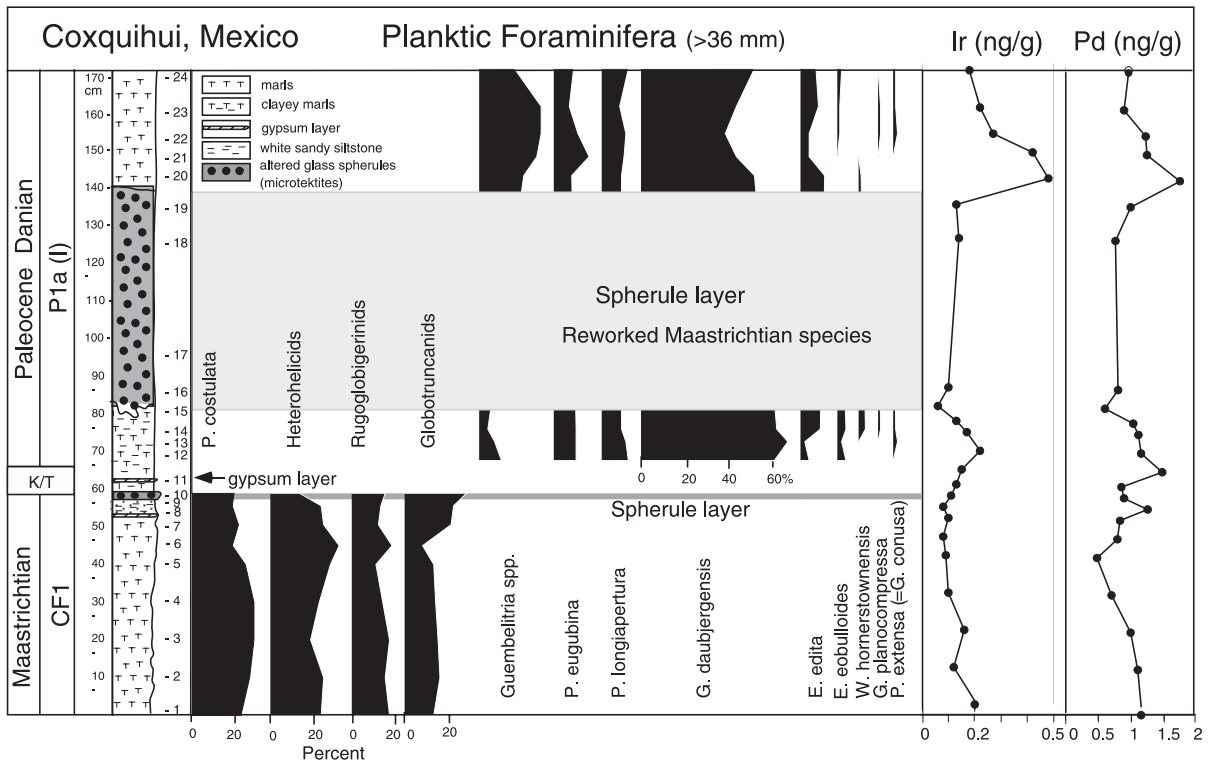 Coxquihui, Mexico
Planktic Foraminifera (>36 mm)
Ir (ng/g)
Pd (ng/g)
Paleocene Danian
P1a (I)
K/T
Maastrichtian
CF1
170
cm
160
150
140
130
120
110
100
90
80
70
60
50
40
30
20
10
- 24
- 23
- 22
- 21
- 20
- 19
- 18
- 17
- 16
- 15
- 14
- 13
- 12
- 11
- 10
- 9
- 8
- 7
- 6
- 5
- 4
- 3
- 2
- 1
marls
clayey marls
gypsum layer
white sandy siltstone
altered glass spherules
(microtektites)
Spherule layer
Reworked Maastrichtian species
P. costulata
Heterohelicids
Rugoglobigerinids
Globotruncanids
gypsum layer
0 20 40 60%
Spherule layer
Guembelitria spp.
P. eugubina
P. longiapertura
G. daubjergensis
E. edita
E. eobulloides
W. hornerstownensis
G. planocompressa
P. extensa (=G. conusa)
0 20
0 20
0 20
0 20
Percent
0 0.2 0.5
0 0.5 1 2